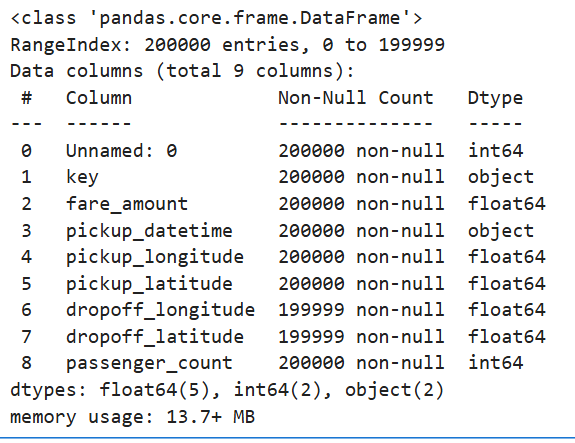 <class 'pandas.core.frame.DataFrame'>
RangeIndex: 200000 entries, 0 to 199999
Data columns (total 9 columns):
 #   Column             Non-Null Count   Dtype
---  ------             --------------   -----
 0   Unnamed: 0         200000 non-null  int64
 1   key                200000 non-null  object
 2   fare_amount        200000 non-null  float64
 3   pickup_datetime    200000 non-null  object
 4   pickup_longitude   200000 non-null  float64
 5   pickup_latitude    200000 non-null  float64
 6   dropoff_longitude  199999 non-null  float64
 7   dropoff_latitude   199999 non-null  float64
 8   passenger_count    200000 non-null  int64
dtypes: float64(5), int64(2), object(2)
memory usage: 13.7+ MB